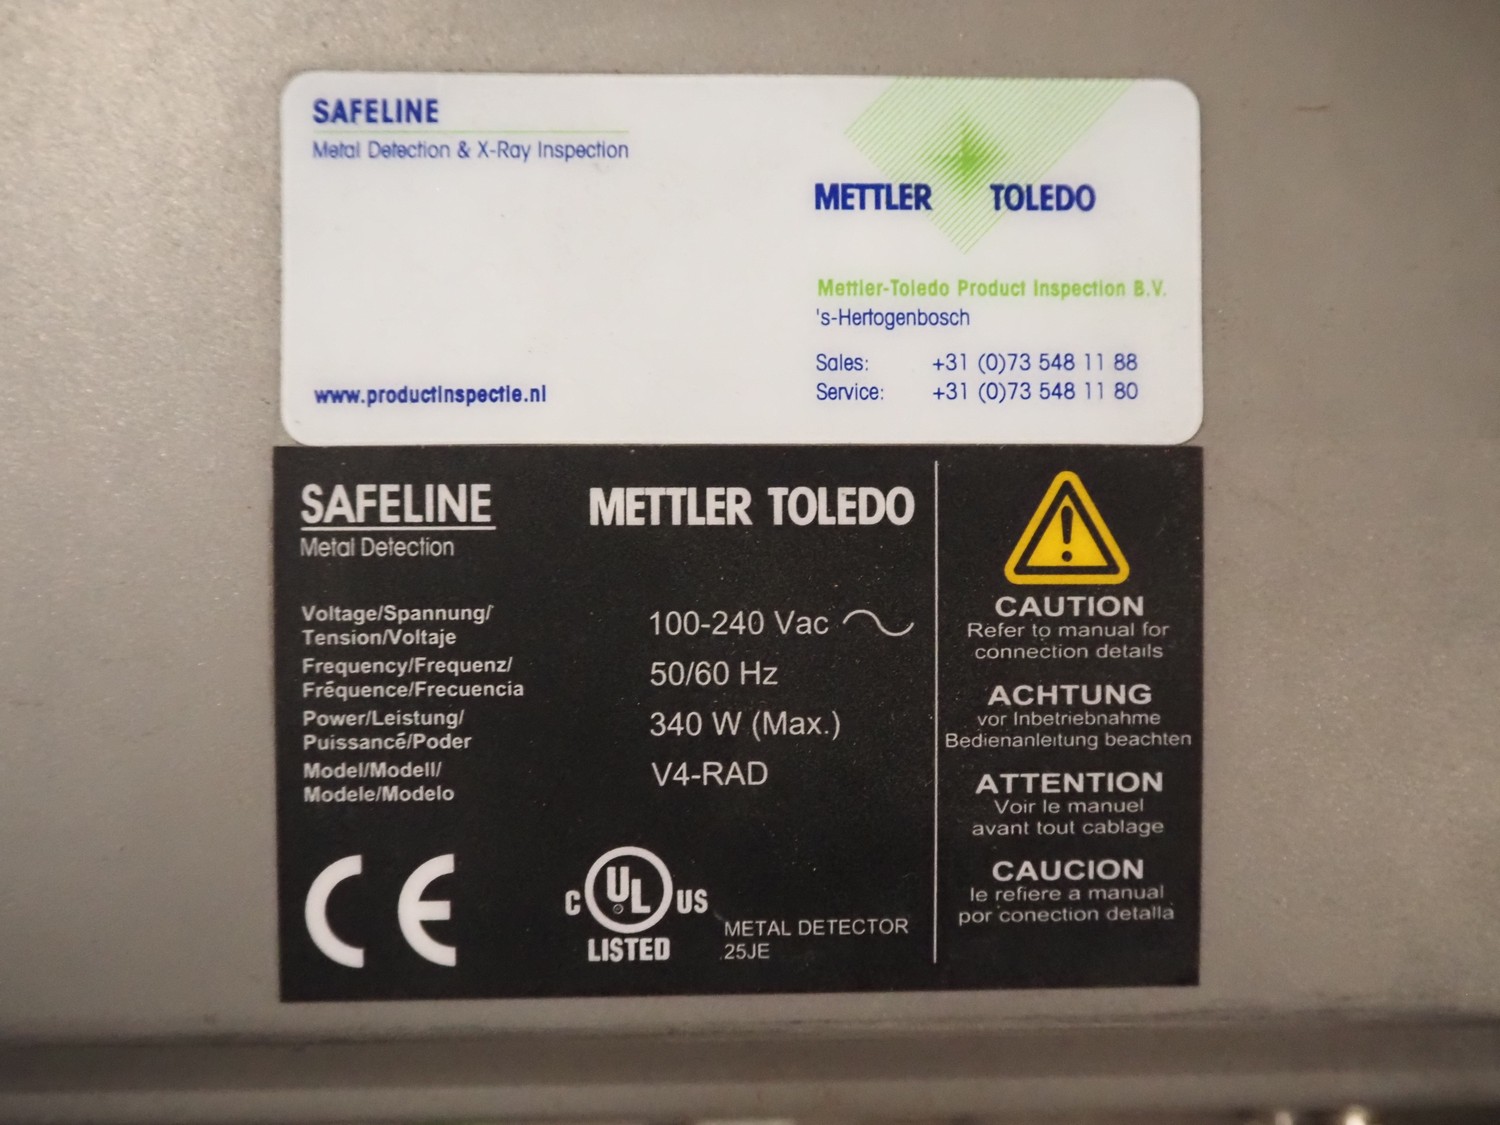 SAFELINE
Metal Detection & X-Ray Inspection
METTLER TOLEDO
Mettler-Toledo Product Inspection B.V.
's-Hertogenbosch
Sales: +31 (0)73 548 11 88
Service: +31 (0)73 548 11 80
www.productinspectie.nl
SAFELINE
Metal Detection
METTLER TOLEDO
Voltage/Spannung/
Tension/Voltaje
100-240 Vac
Frequency/Frequenz/
Fréquence/Frecuencia
50/60 Hz
Power/Leistung/
Puissancé/Poder
340 W (Max.)
Model/Modell/
Modele/Modelo
V4-RAD
CE
C UL US
LISTED
METAL DETECTOR
25JE
CAUTION
Refer to manual for
connection details
ACHTUNG
vor Inbetriebnahme
Bedienanleitung beachten
ATTENTION
Voir le manuel
avant tout cablage
CAUCION
le refiere a manual
por conection detalla